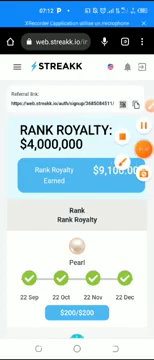 07:12
XRecorder l'application utilise un microphone
web.streakk.io/r
STREAKK
Referral link:
https://web.streakk.io/auth/signup/3685084511/
RANK ROYALTY:
$4,000,000
Rank Royalty
Earned
$9,100,00
Rank
Rank Royalty
Pearl
22 Sep 22 Oct 22 Nov 22 Dec
$200/$200